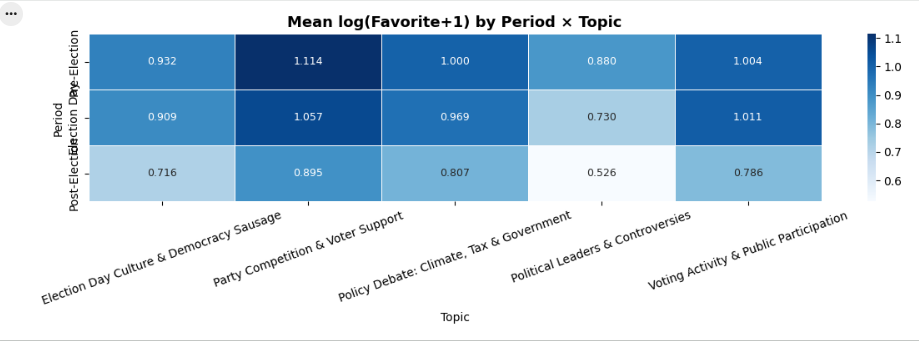 •••
Mean log(Favorite+1) by Period × Topic
Period
Pre-Election
0.932 1.114 1.000 0.880 1.004
Election Day
0.909 1.057 0.969 0.730 1.011
Post-Election
0.716 0.895 0.807 0.526 0.786
1.1
1.0
0.9
0.8
0.7
0.6
Election Day Culture & Democracy Sausage
Party Competition & Voter Support
Policy Debate: Climate, Tax & Government
Political Leaders & Controversies
Voting Activity & Public Participation
Topic